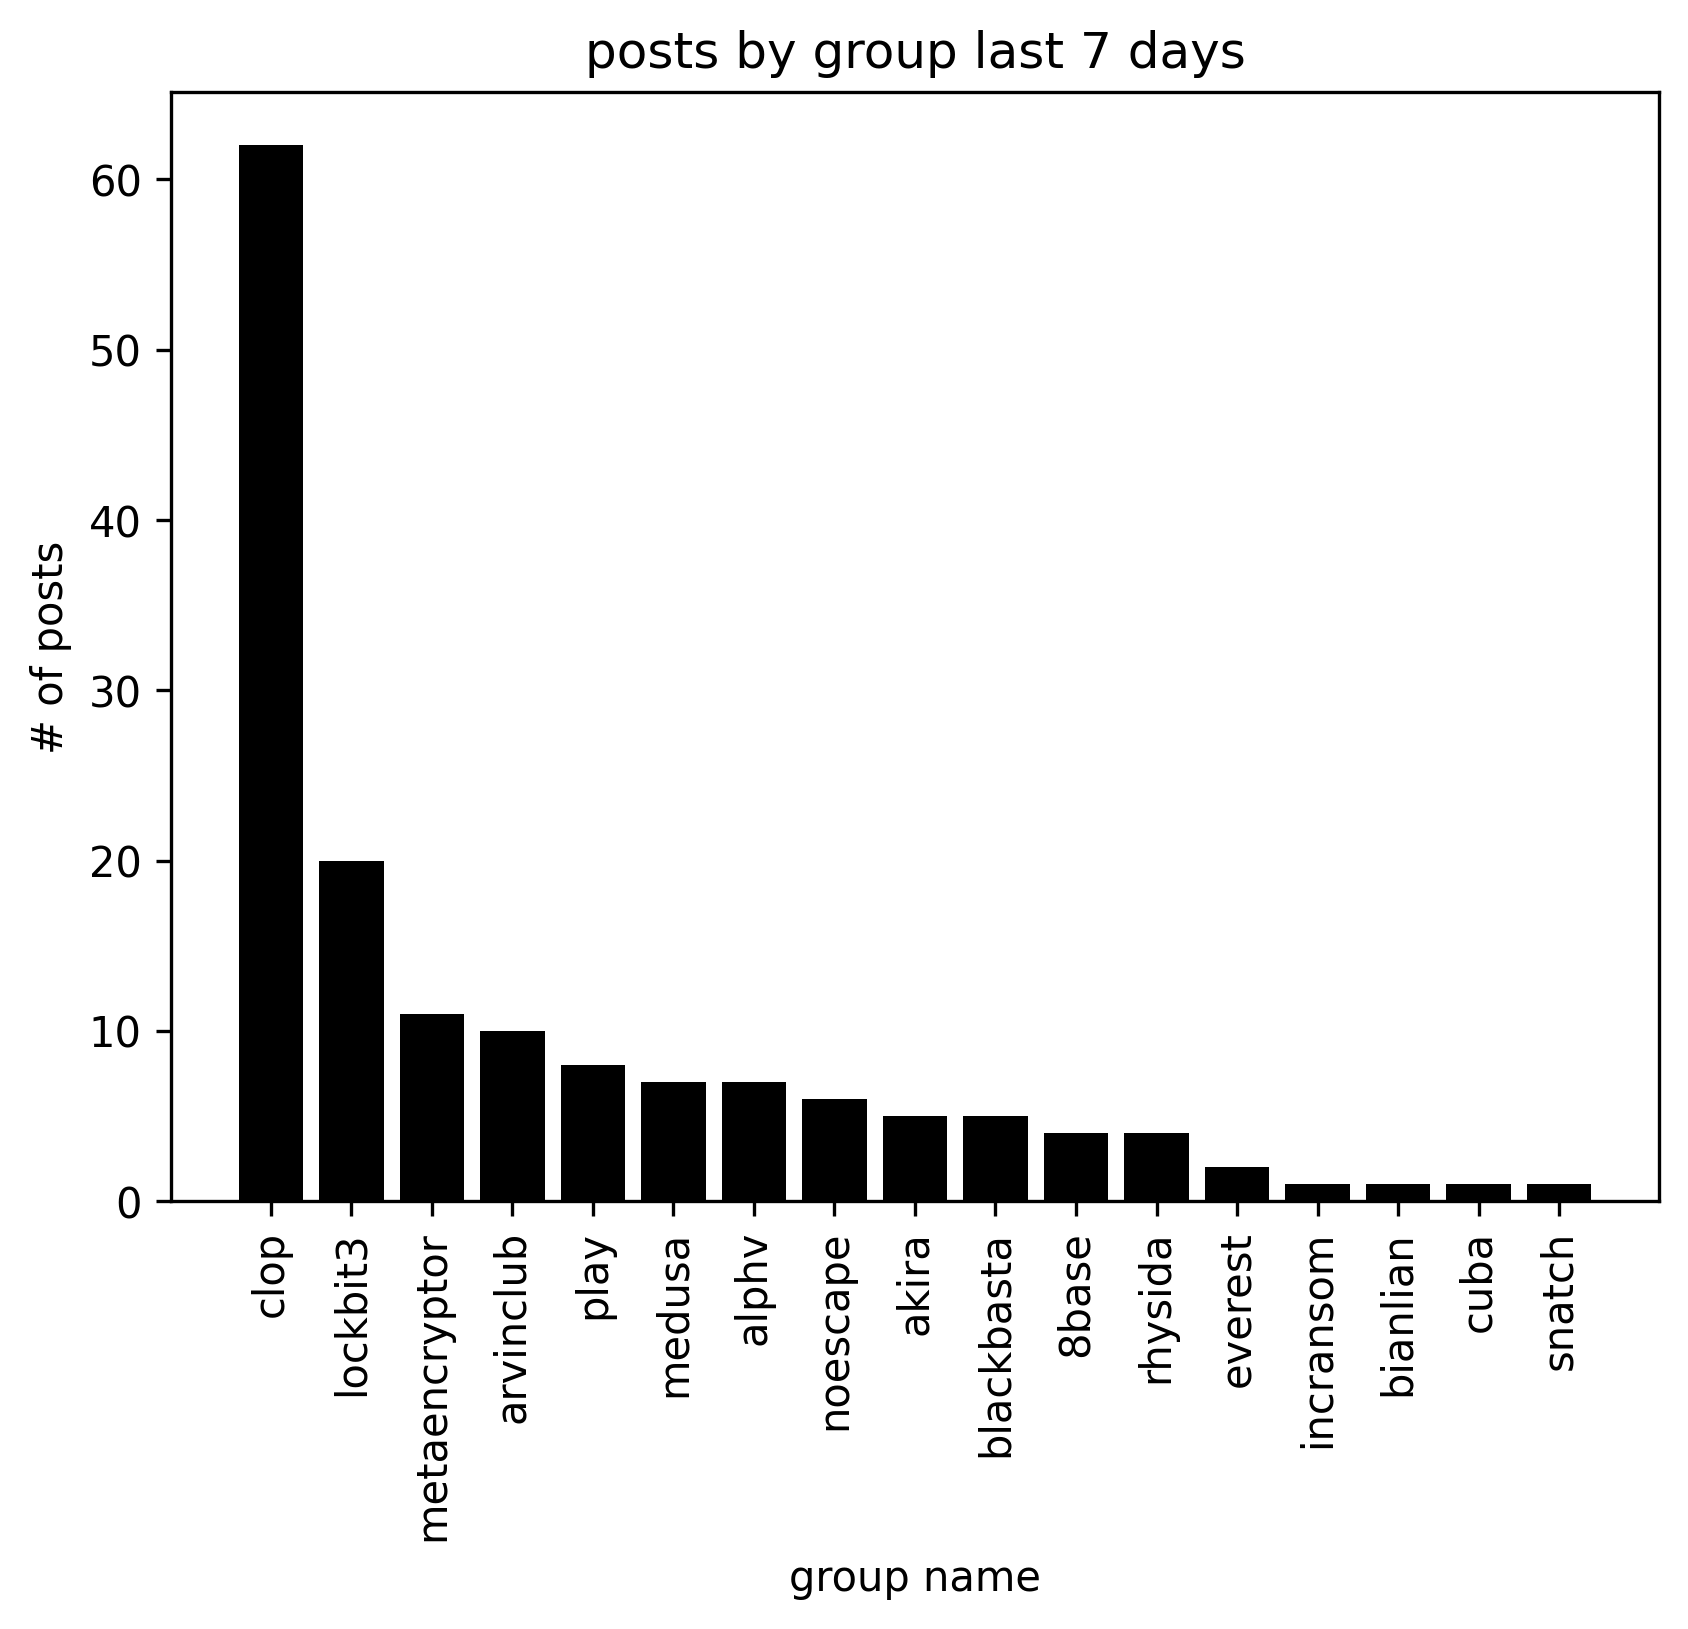 posts by group last 7 days
# of posts
60
50
40
30
20
10
0
clop
lockbit3
metaencryptor
arvinclub
play
medusa
alphv
noescape
akira
blackbasta
8base
rhysida
everest
incransom
bianlian
cuba
snatch
group name